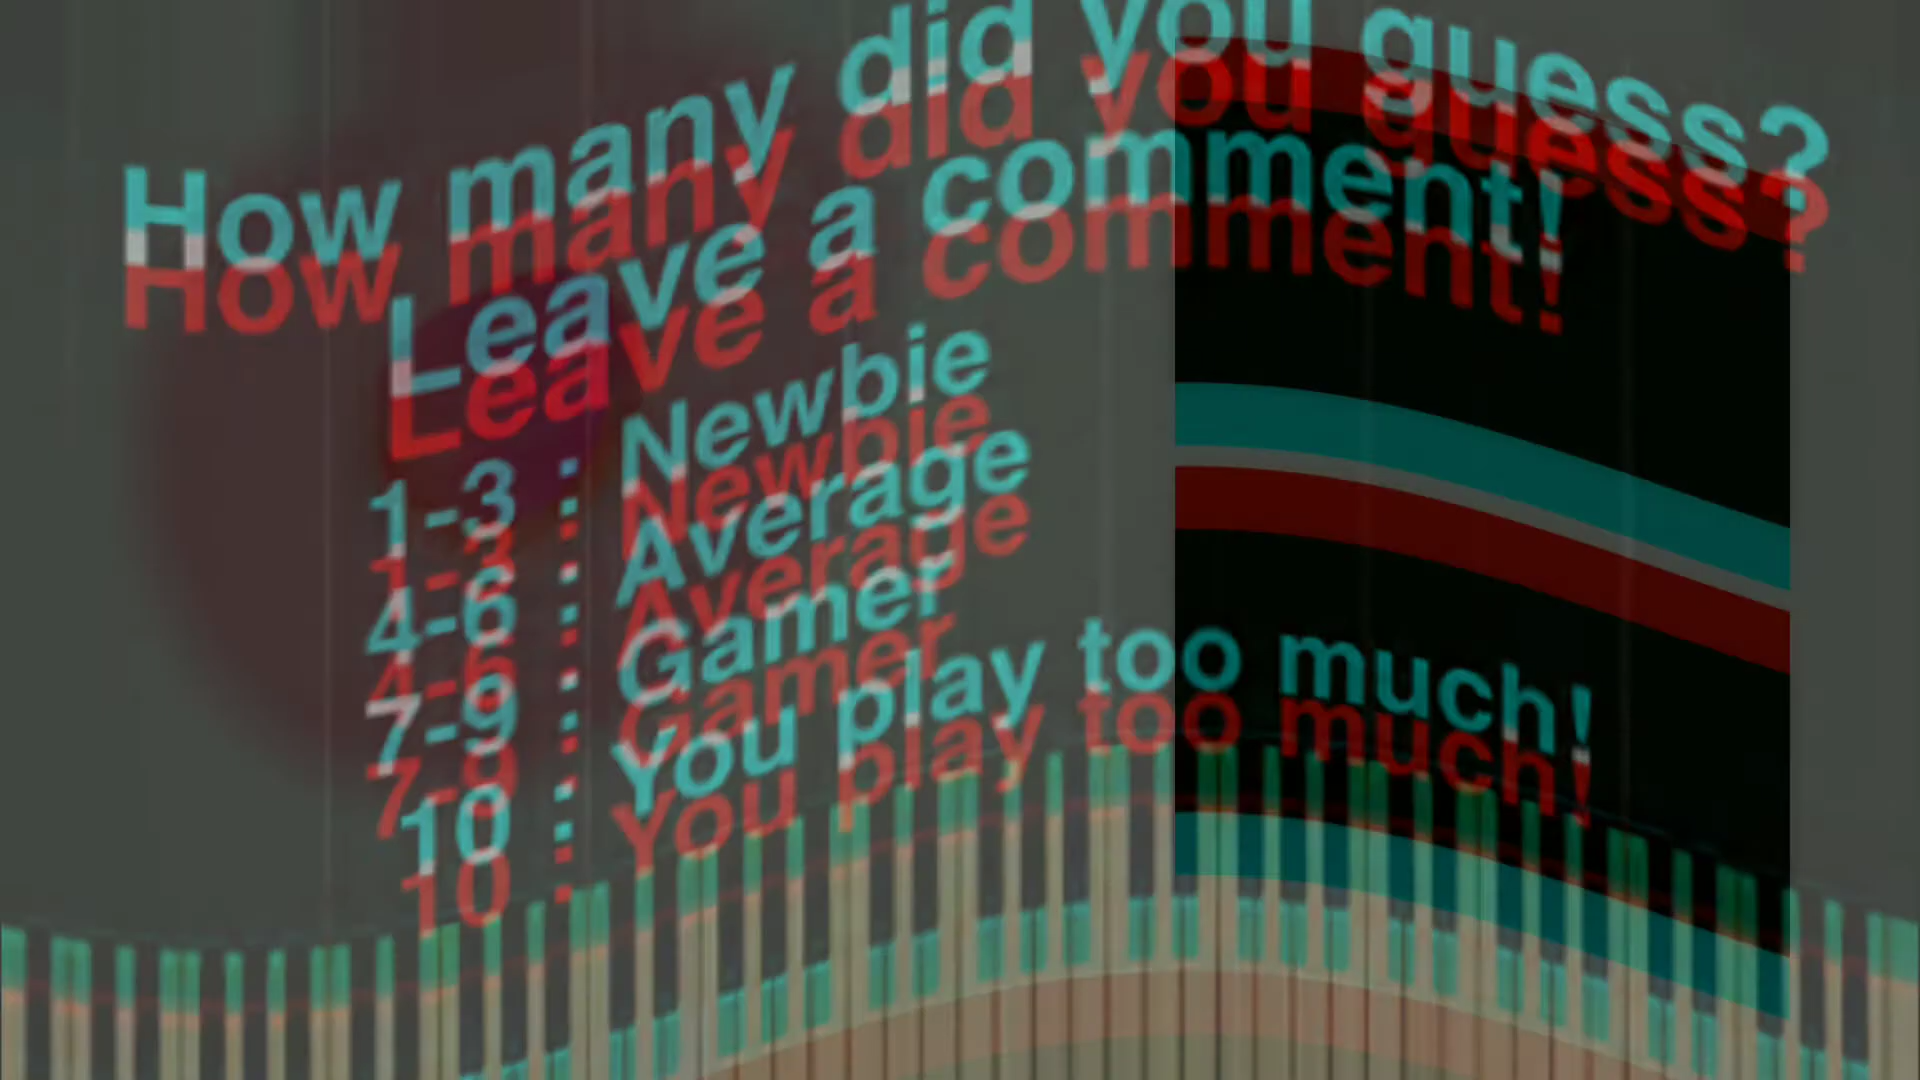 How many did you guess?
Leave a comment!
1-3 : Newbie
4-6 : Average
7-9 : Gamer
10 : You play too much!